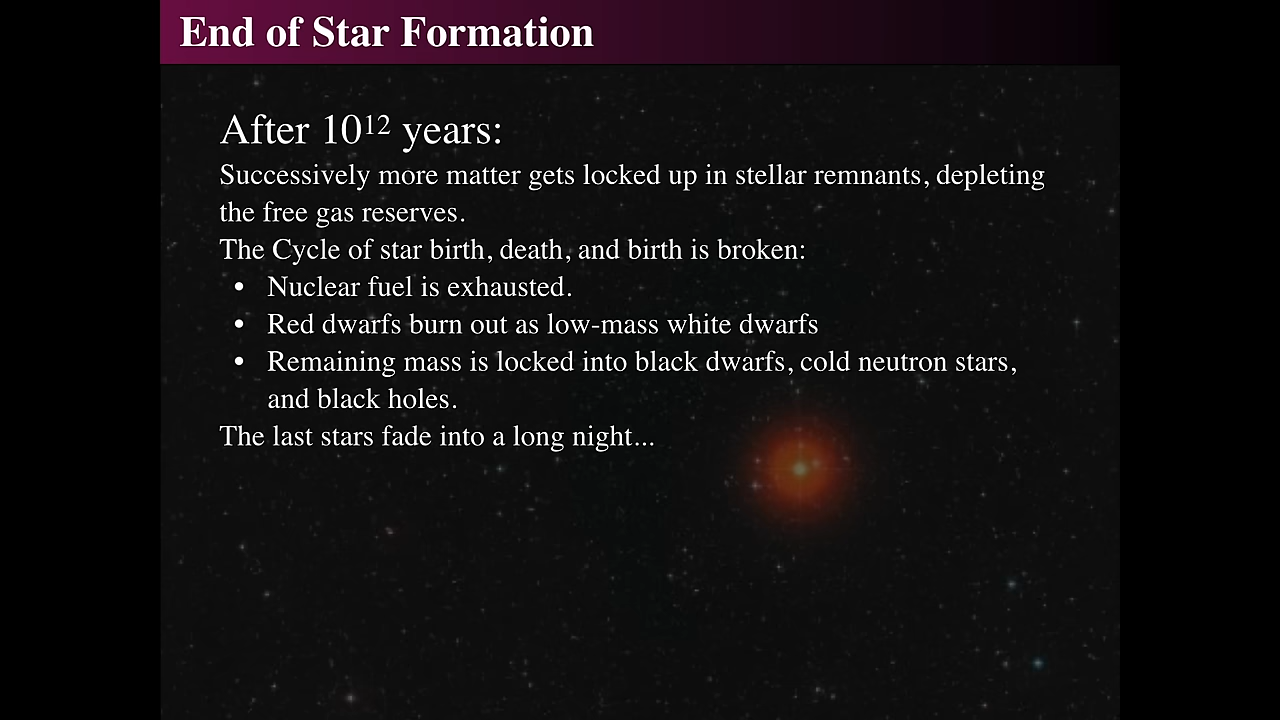 End of Star Formation
After 10¹² years:
Successively more matter gets locked up in stellar remnants, depleting
the free gas reserves.
The Cycle of star birth, death, and birth is broken:
• Nuclear fuel is exhausted.
• Red dwarfs burn out as low-mass white dwarfs
• Remaining mass is locked into black dwarfs, cold neutron stars,
and black holes.
The last stars fade into a long night...